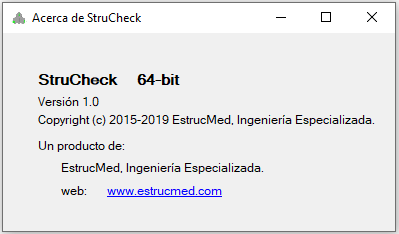 Acerca de StruCheck
StruCheck 64-bit
Versión 1.0
Copyright (c) 2015-2019 EstrucMed, Ingeniería Especializada.
Un producto de:
EstrucMed, Ingeniería Especializada.
web: www.estrucmed.com